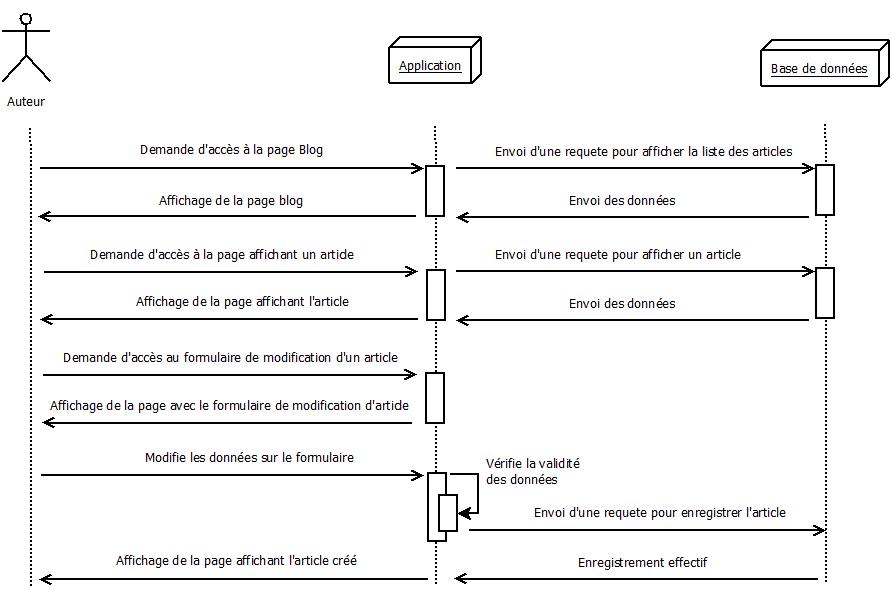 Auteur
Application
Base de données
Demande d'accès à la page Blog
Envoi d'une requete pour afficher la liste des articles
Affichage de la page blog
Envoi des données
Demande d'accès à la page affichant un article
Envoi d'une requete pour afficher un article
Affichage de la page affichant l'article
Envoi des données
Demande d'accès au formulaire de modification d'un article
Affichage de la page avec le formulaire de modification d'article
Modifie les données sur le formulaire
Vérifie la validité
des données
Envoi d'une requete pour enregistrer l'article
Affichage de la page affichant l'article créé
Enregistrement effectif